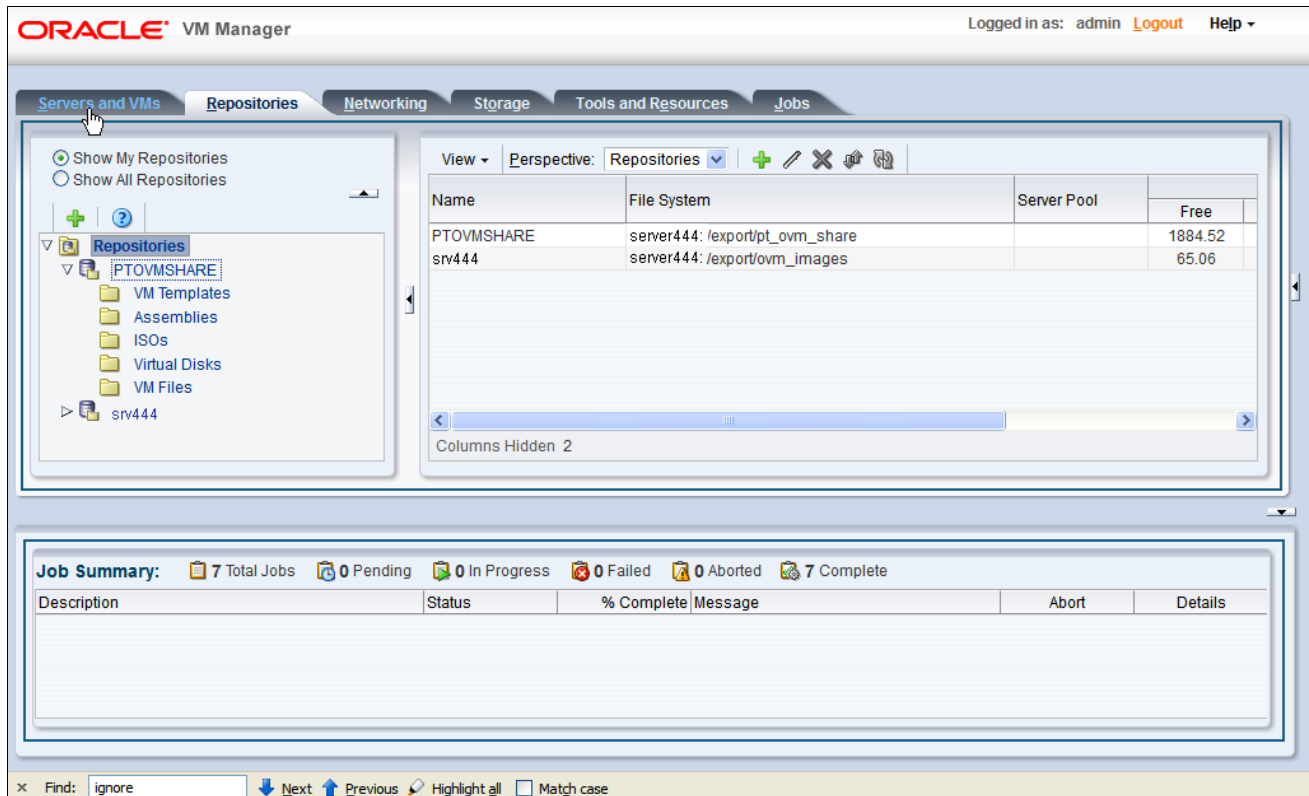 ORACLE VM Manager
Logged in as: admin Logout Help
Servers and VMs Repositories Networking Storage Tools and Resources Jobs
Show My Repositories
Show All Repositories
Repositories
PTOVMSHARE
VM Templates
Assemblies
ISOs
Virtual Disks
VM Files
srv444
View Perspective: Repositories
Name File System Server Pool
Free
PTOVMSHARE server444: /export/pt_ovm_share 1884.52
srv444 server444: /export/ovm_images 65.06
Columns Hidden 2
Job Summary: 7 Total Jobs 0 Pending 0 In Progress 0 Failed 0 Aborted 7 Complete
Description Status % Complete Message Abort Details
× Find: ignore Next Previous Highlight all Match case